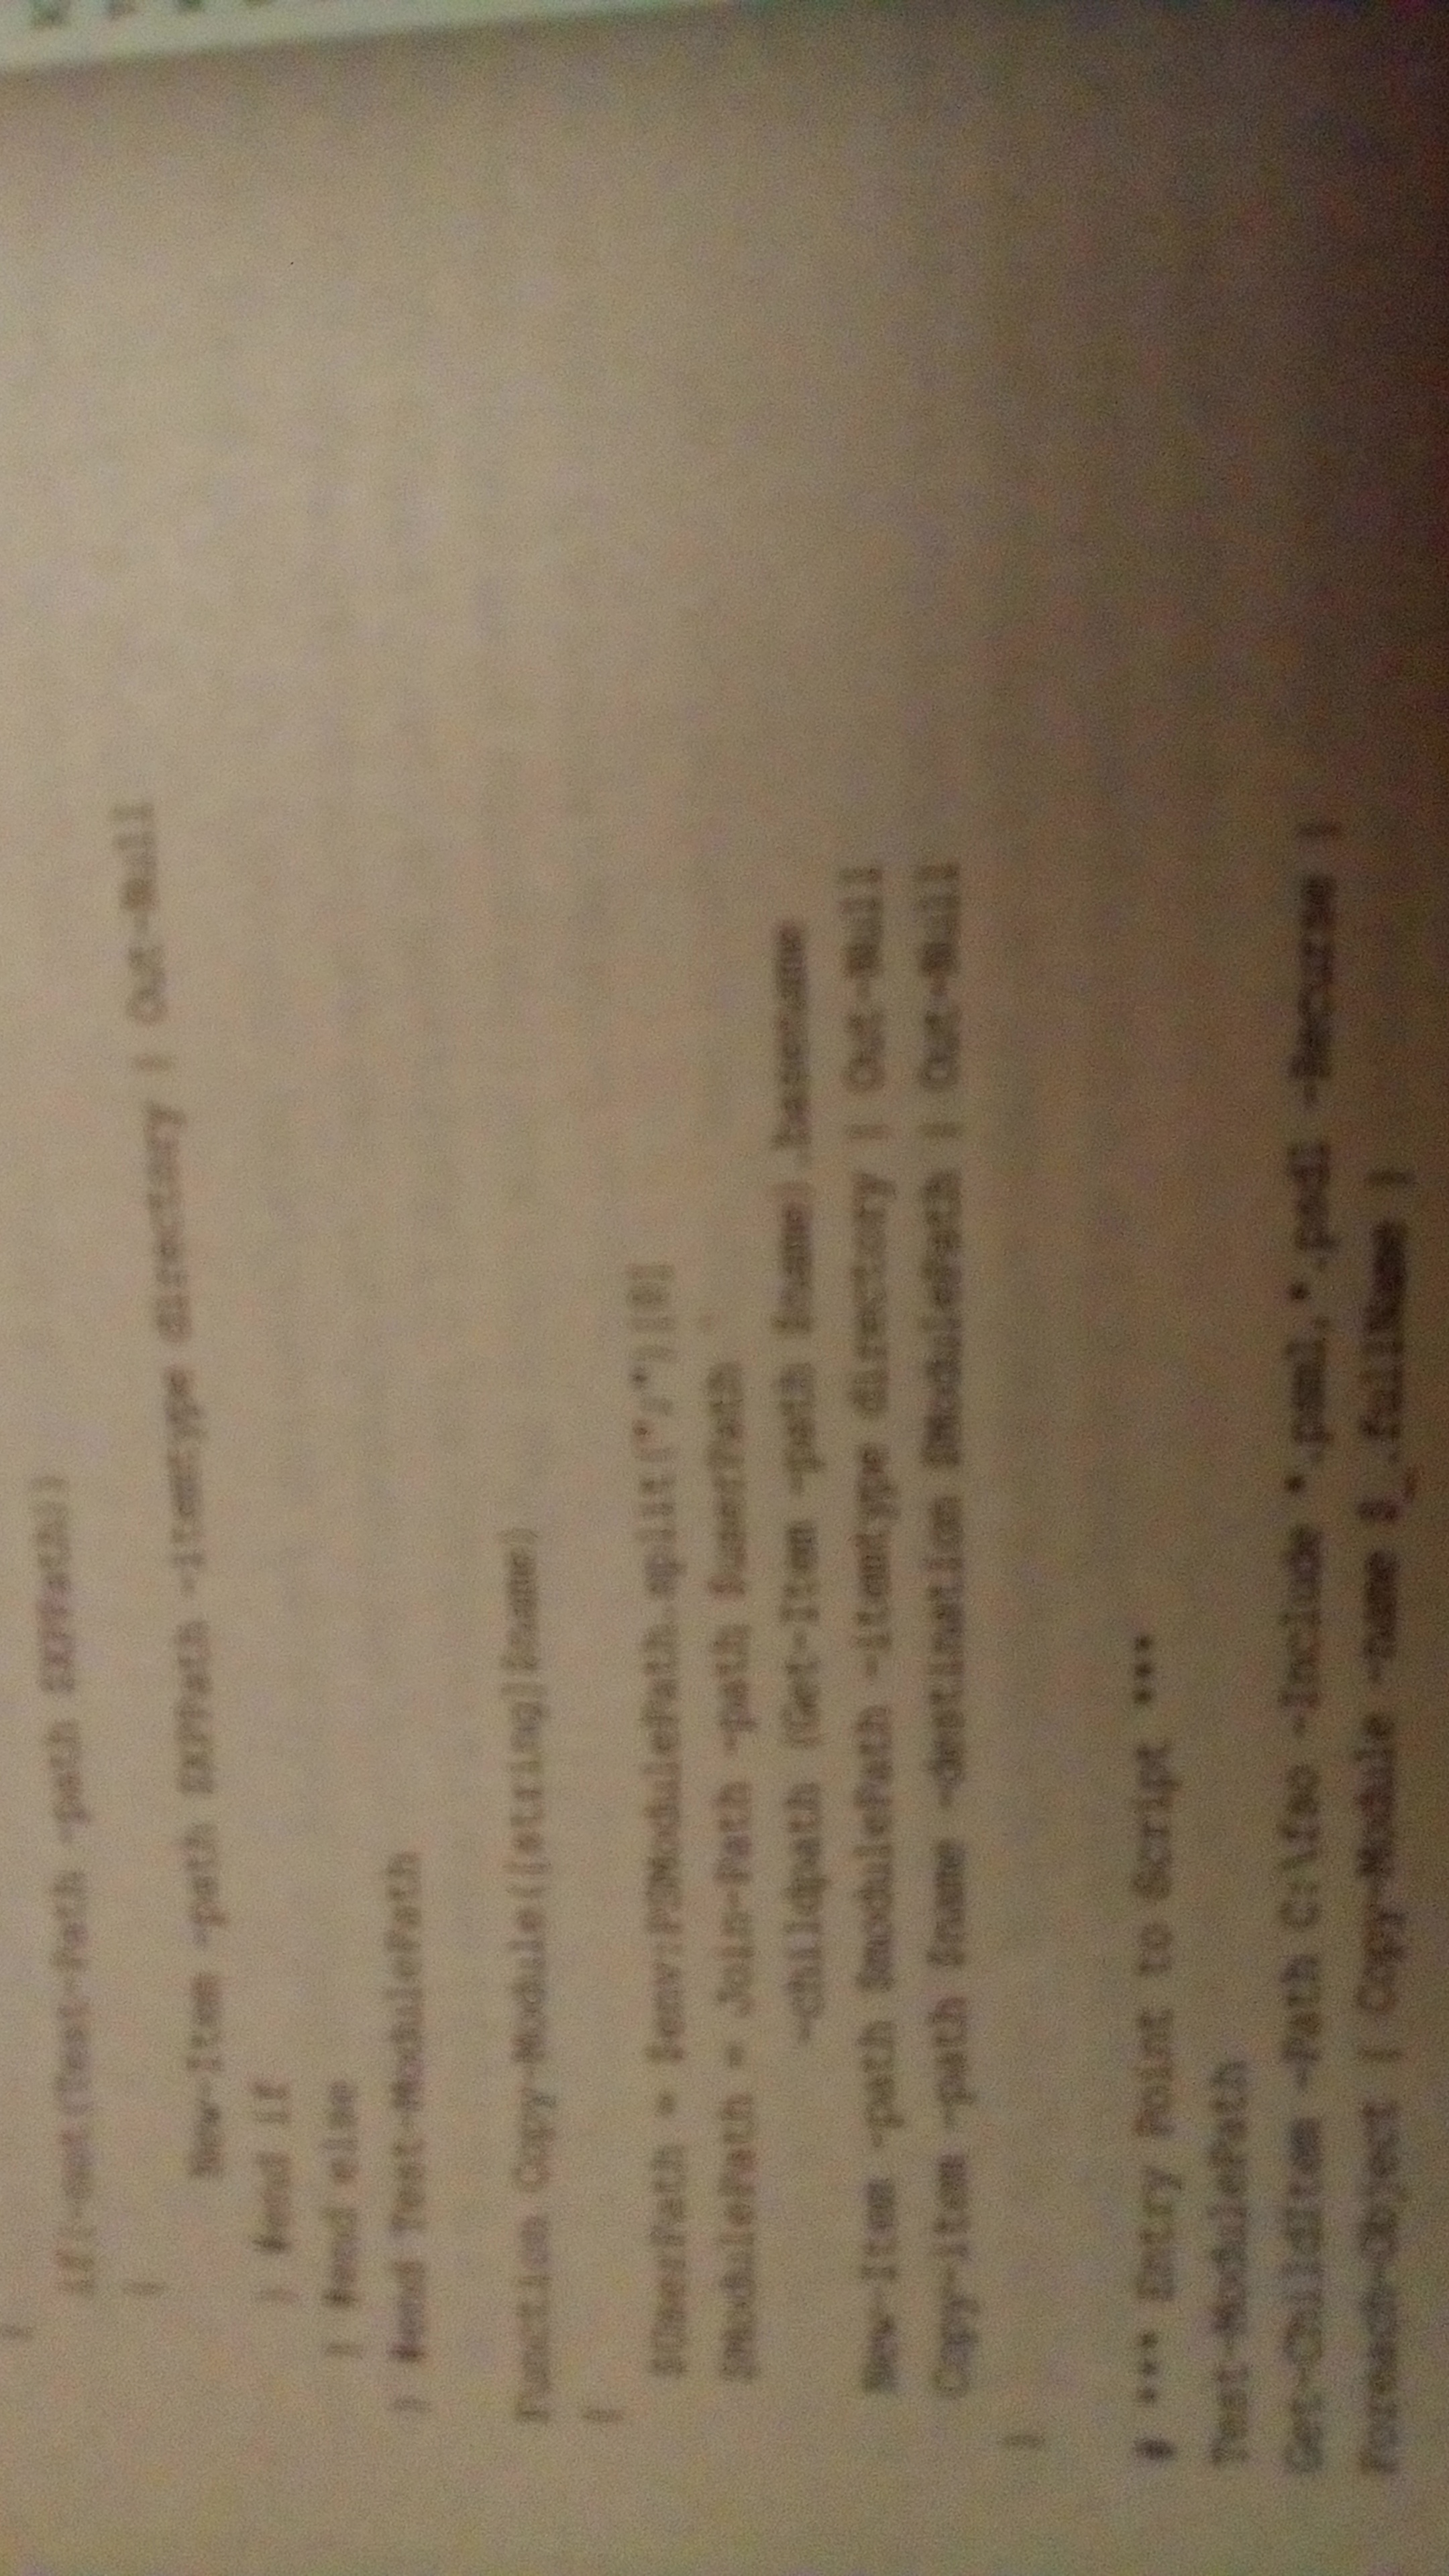 {
if(-not(Test-Path -path $XPPath))
{
New-Item -path $XPPath -itemtype directory | Out-Null
} #end if
} #end else
} #end Test-ModulePath
Function Copy-Module([string]$name)
{
$UserPath = $env:PSModulePath.split(";")[0]
$ModulePath = Join-Path -path $userPath `
-childpath (Get-Item -path $name).basename
New-Item -path $modulePath -itemtype directory | Out-Null
Copy-item -path $name -destination $ModulePath | Out-Null
}
# *** Entry Point to Script ***
Test-ModulePath
Get-ChildItem -Path C:\fso -Include *.psm1,*.psd1 -Recurse |
Foreach-Object { Copy-Module -name $_.fullName }